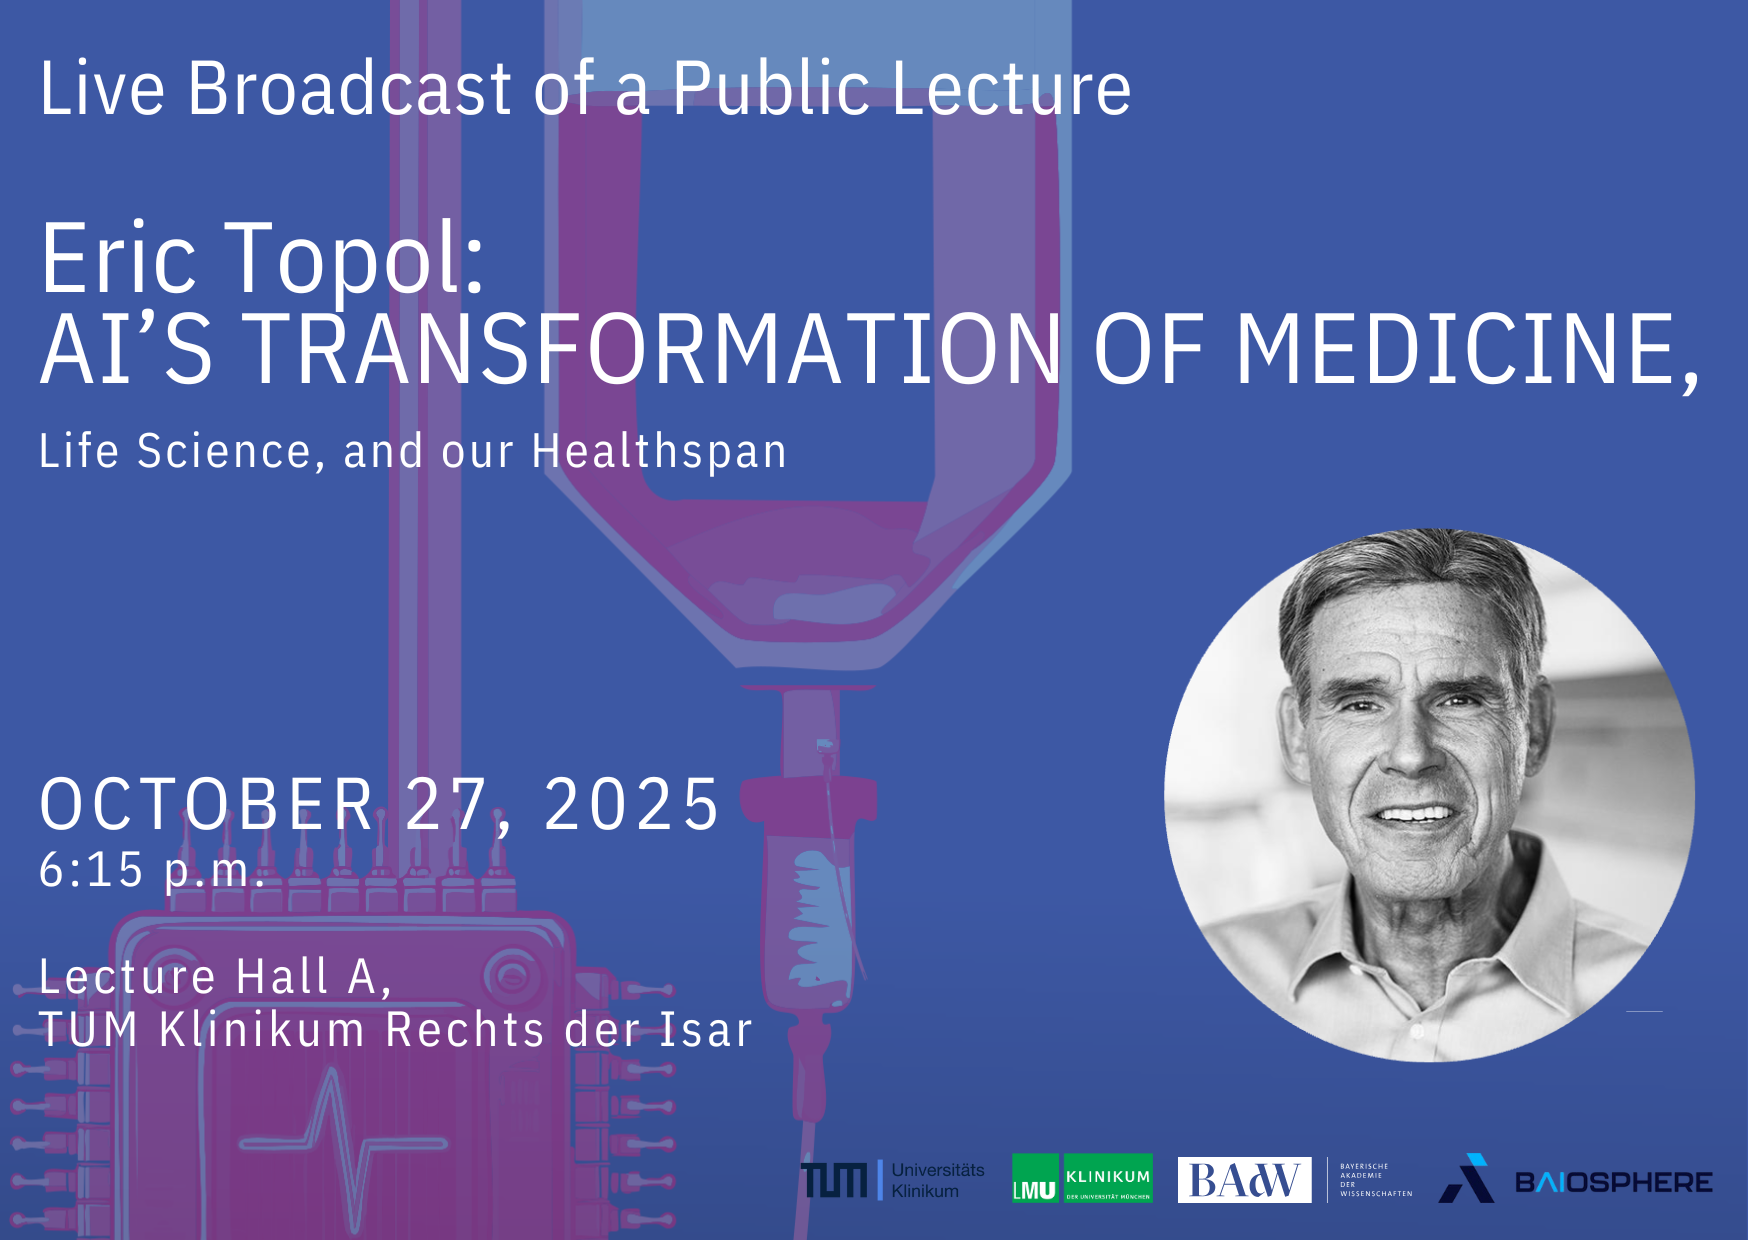 Live Broadcast of a Public Lecture
Eric Topol:
AI’S TRANSFORMATION OF MEDICINE,
Life Science, and our Healthspan
OCTOBER 27, 2025
6:15 p.m.
Lecture Hall A,
TUM Klinikum Rechts der Isar
TUM
Universitäts
Klinikum
LMU
KLINIKUM
DER UNIVERSITÄT MÜNCHEN
BAdW
BAYERISCHE
AKADEMIE
DER
WISSENSCHAFTEN
BAIOSPHERE